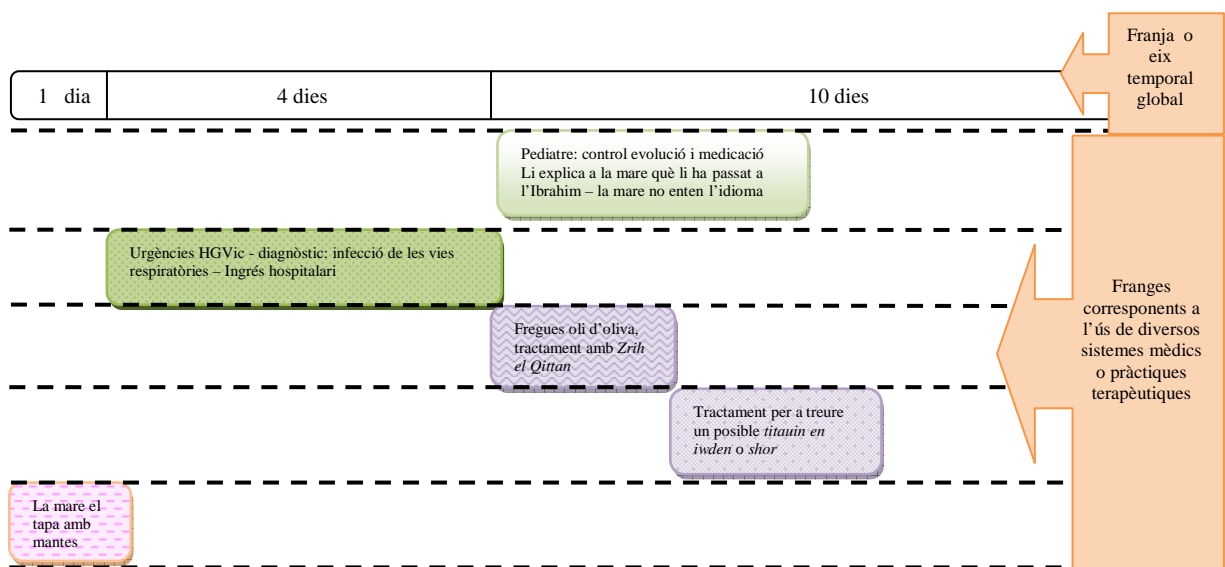 Franja o
eix
temporal
global
1 dia
4 dies
10 dies
Pediatre: control evolució i medicació
Li explica a la mare què li ha passat a
l’Ibrahim – la mare no enten l’idioma
Urgències HGVic - diagnòstic: infecció de les vies
respiratòries – Ingrés hospitalari
Fregues oli d’oliva,
tractament amb Zrih
el Qittan
Tractament per a treure
un posible titauin en
iwden o shor
La mare el
tapa amb
mantes
Franges
corresponents a
l’ús de diversos
sistemes mèdics
o pràctiques
terapèutiques